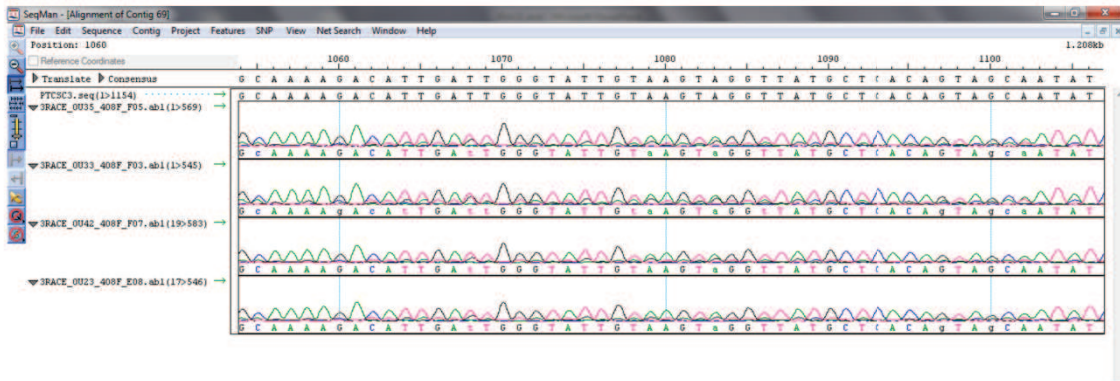 SeqMan - [Alignment of Contig 69]
File Edit Sequence Contig Project Features SNP View Net Search Window Help
Position: 1060
1.208kb
Reference Coordinates
1060 1070 1080 1090 1100
Translate Consensus G C A A A A G A C A T T G A T T G G G T A T T G T A A G T A G G T T A T G C T ( A C A G T A G C A A T A T
PTCSC3.seq(1>1154) G C A A A A G A C A T T G A T T G G G T A T T G T A A G T A G G T T A T G C T ( A C A G T A G C A A T A T
3RACE_OU35_408F_F05.ab1(1>569)
G c A A A A G A C A T T G A t T G G G T A T T G T a A G T a G G T T A T G C T ( A C A G T A g c a A T A T
3RACE_OU33_408F_F03.ab1(1>545)
G c A A A A g A c A t T G A t t G G G T A T T G t a A G T a G G t T A T G C T ( A C A g T A g c a A T A T
3RACE_OU42_408F_F07.ab1(19>583)
G C A A A A G A C A T T G A t T G G G T A T T G T A A G T a G G T T A T G C T ( A C A G T A G C A A T A T
3RACE_OU23_408F_E08.ab1(17>546)
G C A A A A G A C A T T G A t T G G G T A T T G T A A G T a G G T T A T G C T ( A C A g T A g C A A T A T